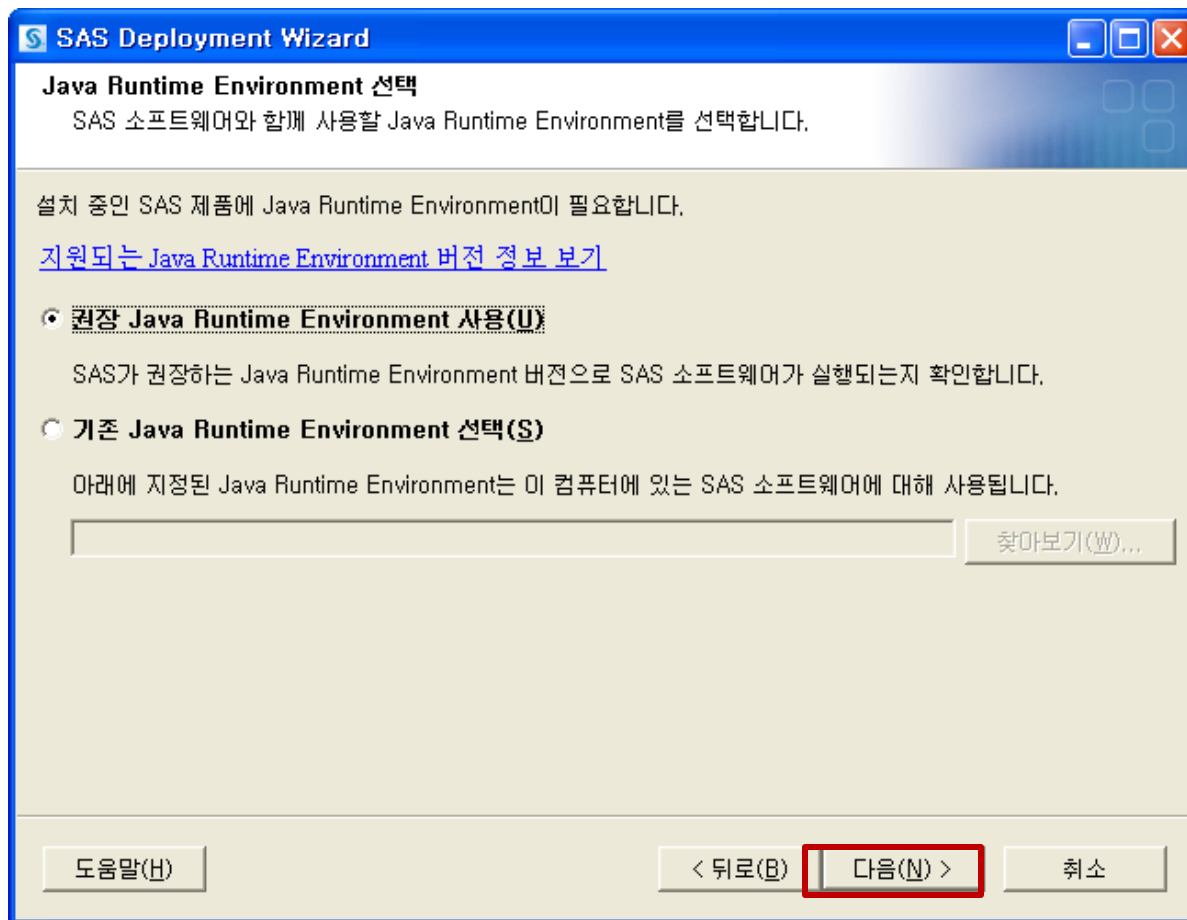 SAS Deployment Wizard
Java Runtime Environment 선택
SAS 소프트웨어와 함께 사용할 Java Runtime Environment를 선택합니다.
설치 중인 SAS 제품에 Java Runtime Environment이 필요합니다.
지원되는 Java Runtime Environment 버전 정보 보기
권장 Java Runtime Environment 사용(U)
SAS가 권장하는 Java Runtime Environment 버전으로 SAS 소프트웨어가 실행되는지 확인합니다.
기존 Java Runtime Environment 선택(S)
아래에 지정된 Java Runtime Environment는 이 컴퓨터에 있는 SAS 소프트웨어에 대해 사용됩니다.
찾아보기(W)...
도움말(H)
< 뒤로(B)
다음(N) >
취소